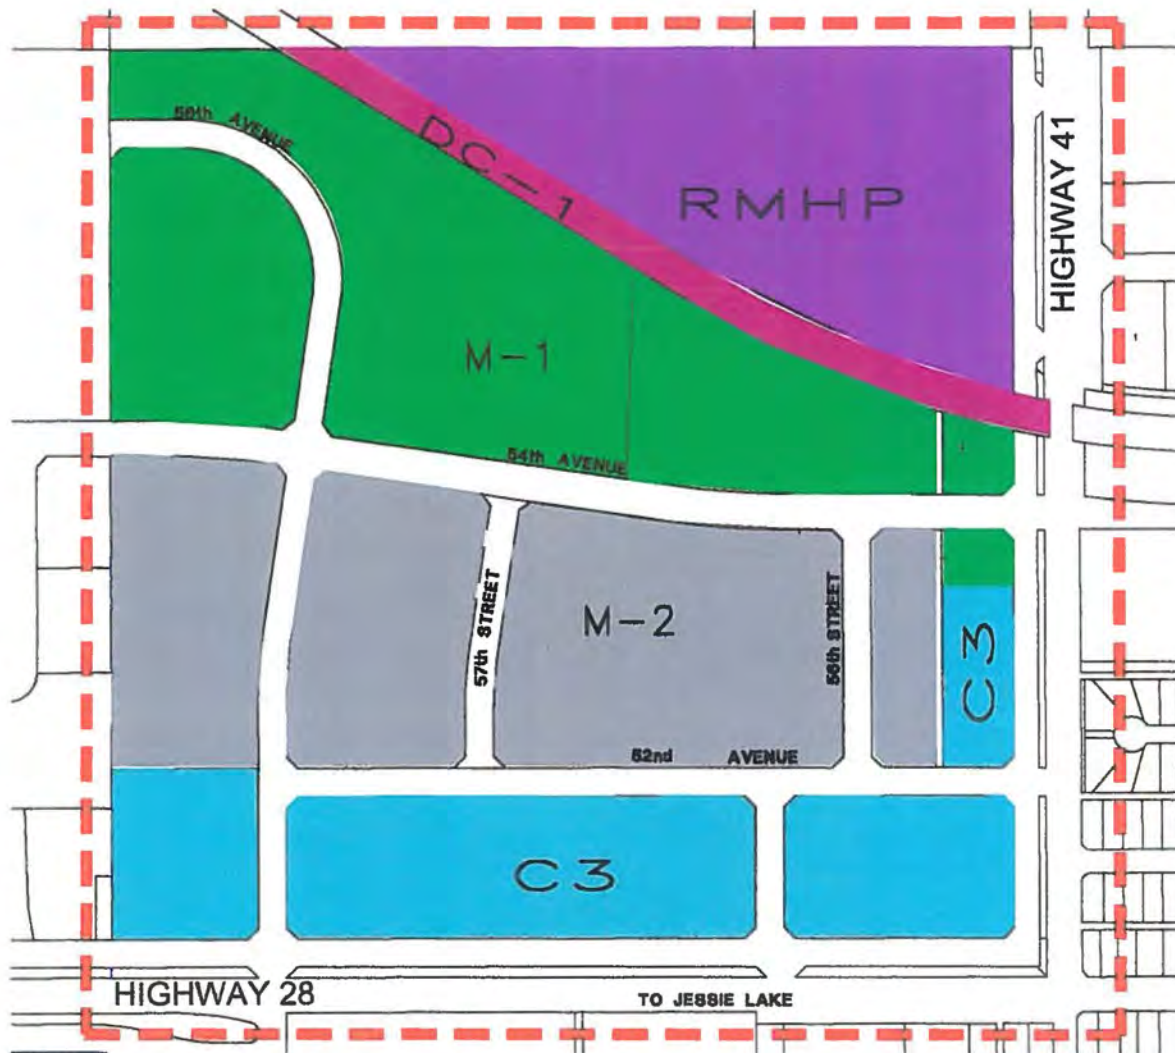 56th AVENUE
DC-1
RMHP
HIGHWAY 41
M-1
54th AVENUE
57th STREET
M-2
56th STREET
C3
52nd AVENUE
C3
HIGHWAY 28
TO JESSIE LAKE